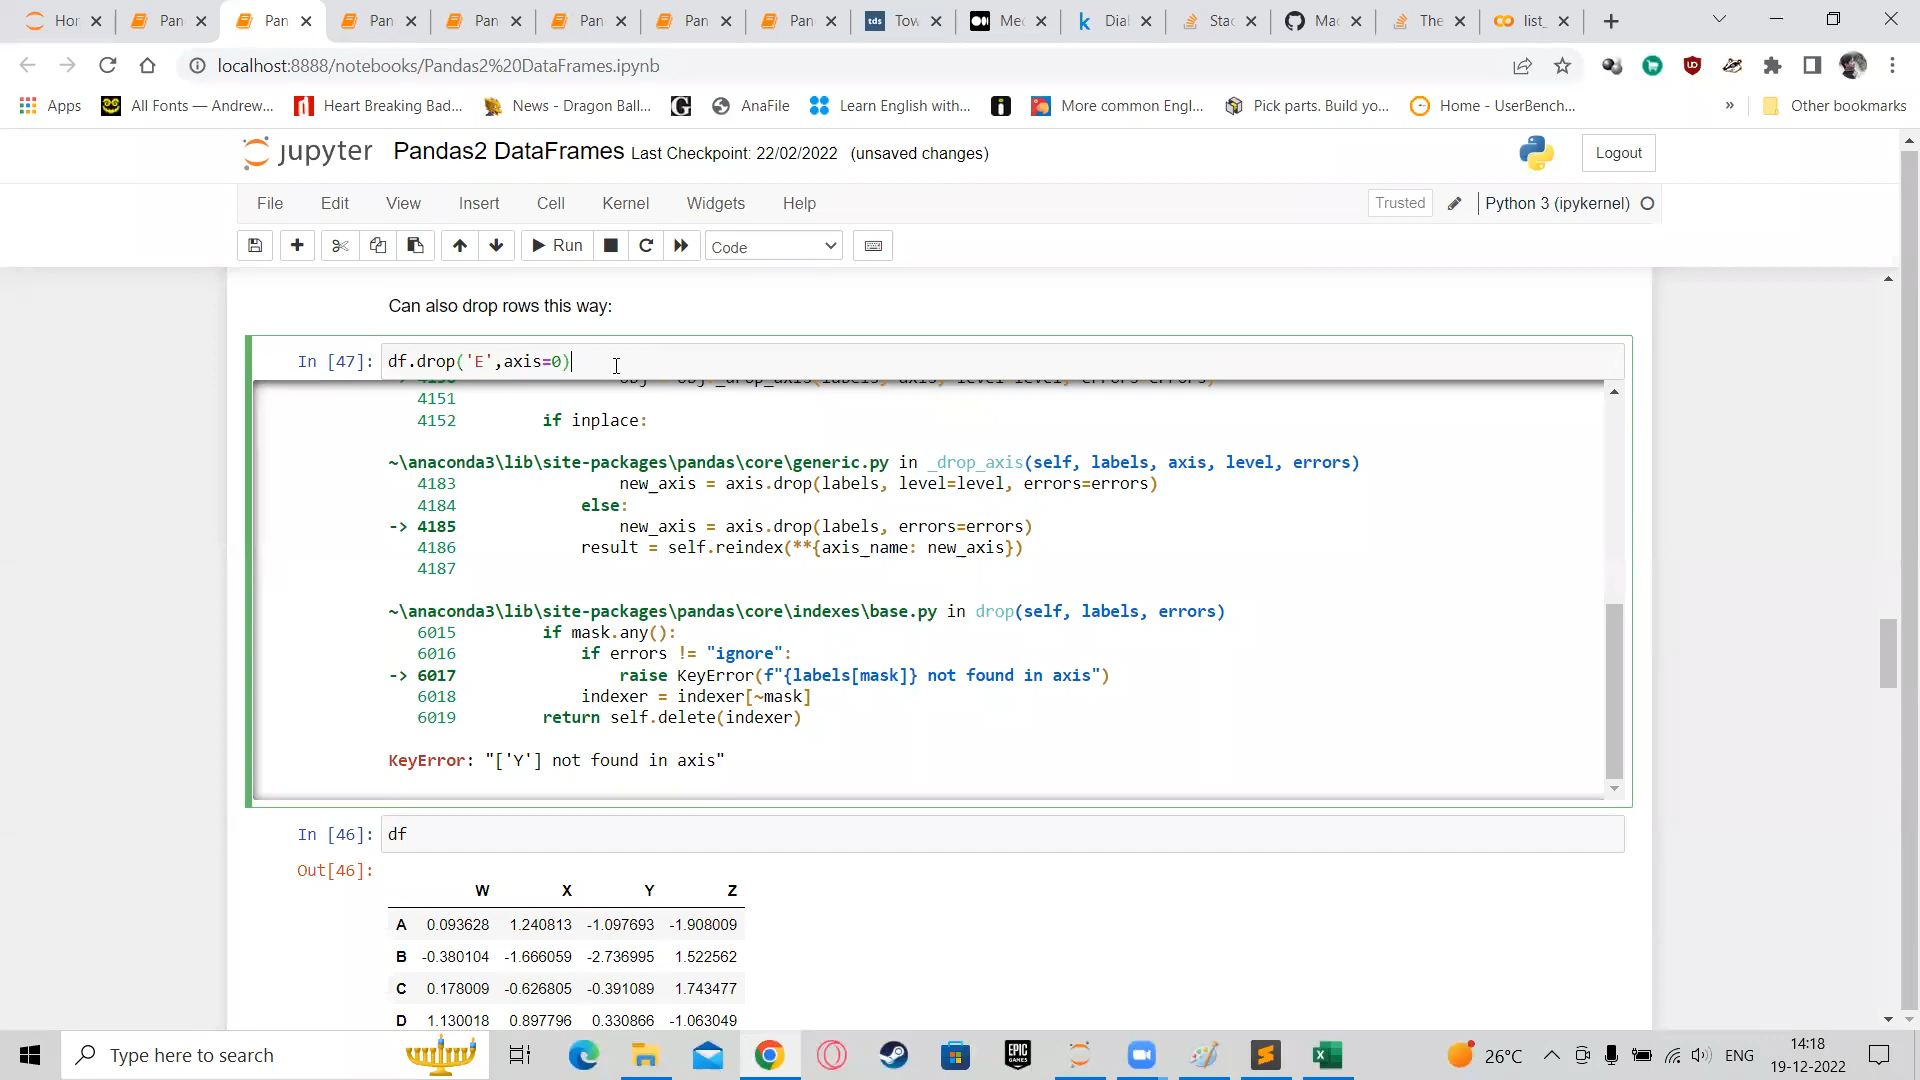 Hor
Pan
Pan
Pan
Pan
Pan
Pan
Pan
tds Tow
Mec
k Dial
Stac
Mac
The
list_
localhost:8888/notebooks/Pandas2%20DataFrames.ipynb
Apps
All Fonts — Andrew...
Heart Breaking Bad...
News - Dragon Ball...
G
AnaFile
Learn English with...
More common Engl...
Pick parts. Build yo...
Home - UserBench...
»
Other bookmarks
jupyter Pandas2 DataFrames Last Checkpoint: 22/02/2022 (unsaved changes)
Logout
File Edit View Insert Cell Kernel Widgets Help
Trusted
Python 3 (ipykernel)
Run
Code
Can also drop rows this way:
In [47]: df.drop('E',axis=0)
4151
4152 if inplace:
~\anaconda3\lib\site-packages\pandas\core\generic.py in _drop_axis(self, labels, axis, level, errors)
4183 new_axis = axis.drop(labels, level=level, errors=errors)
4184 else:
-> 4185 new_axis = axis.drop(labels, errors=errors)
4186 result = self.reindex(**{axis_name: new_axis})
4187
~\anaconda3\lib\site-packages\pandas\core\indexes\base.py in drop(self, labels, errors)
6015 if mask.any():
6016 if errors != "ignore":
-> 6017 raise KeyError(f"{labels[mask]} not found in axis")
6018 indexer = indexer[~mask]
6019 return self.delete(indexer)
KeyError: "['Y'] not found in axis"
In [46]: df
Out[46]:
W X Y Z
A 0.093628 1.240813 -1.097693 -1.908009
B -0.380104 -1.666059 -2.736995 1.522562
C 0.178009 -0.626805 -0.391089 1.743477
D 1.130018 0.897796 0.330866 -1.063049
Type here to search
EPIC GAMES
26°C
ENG
14:18
19-12-2022